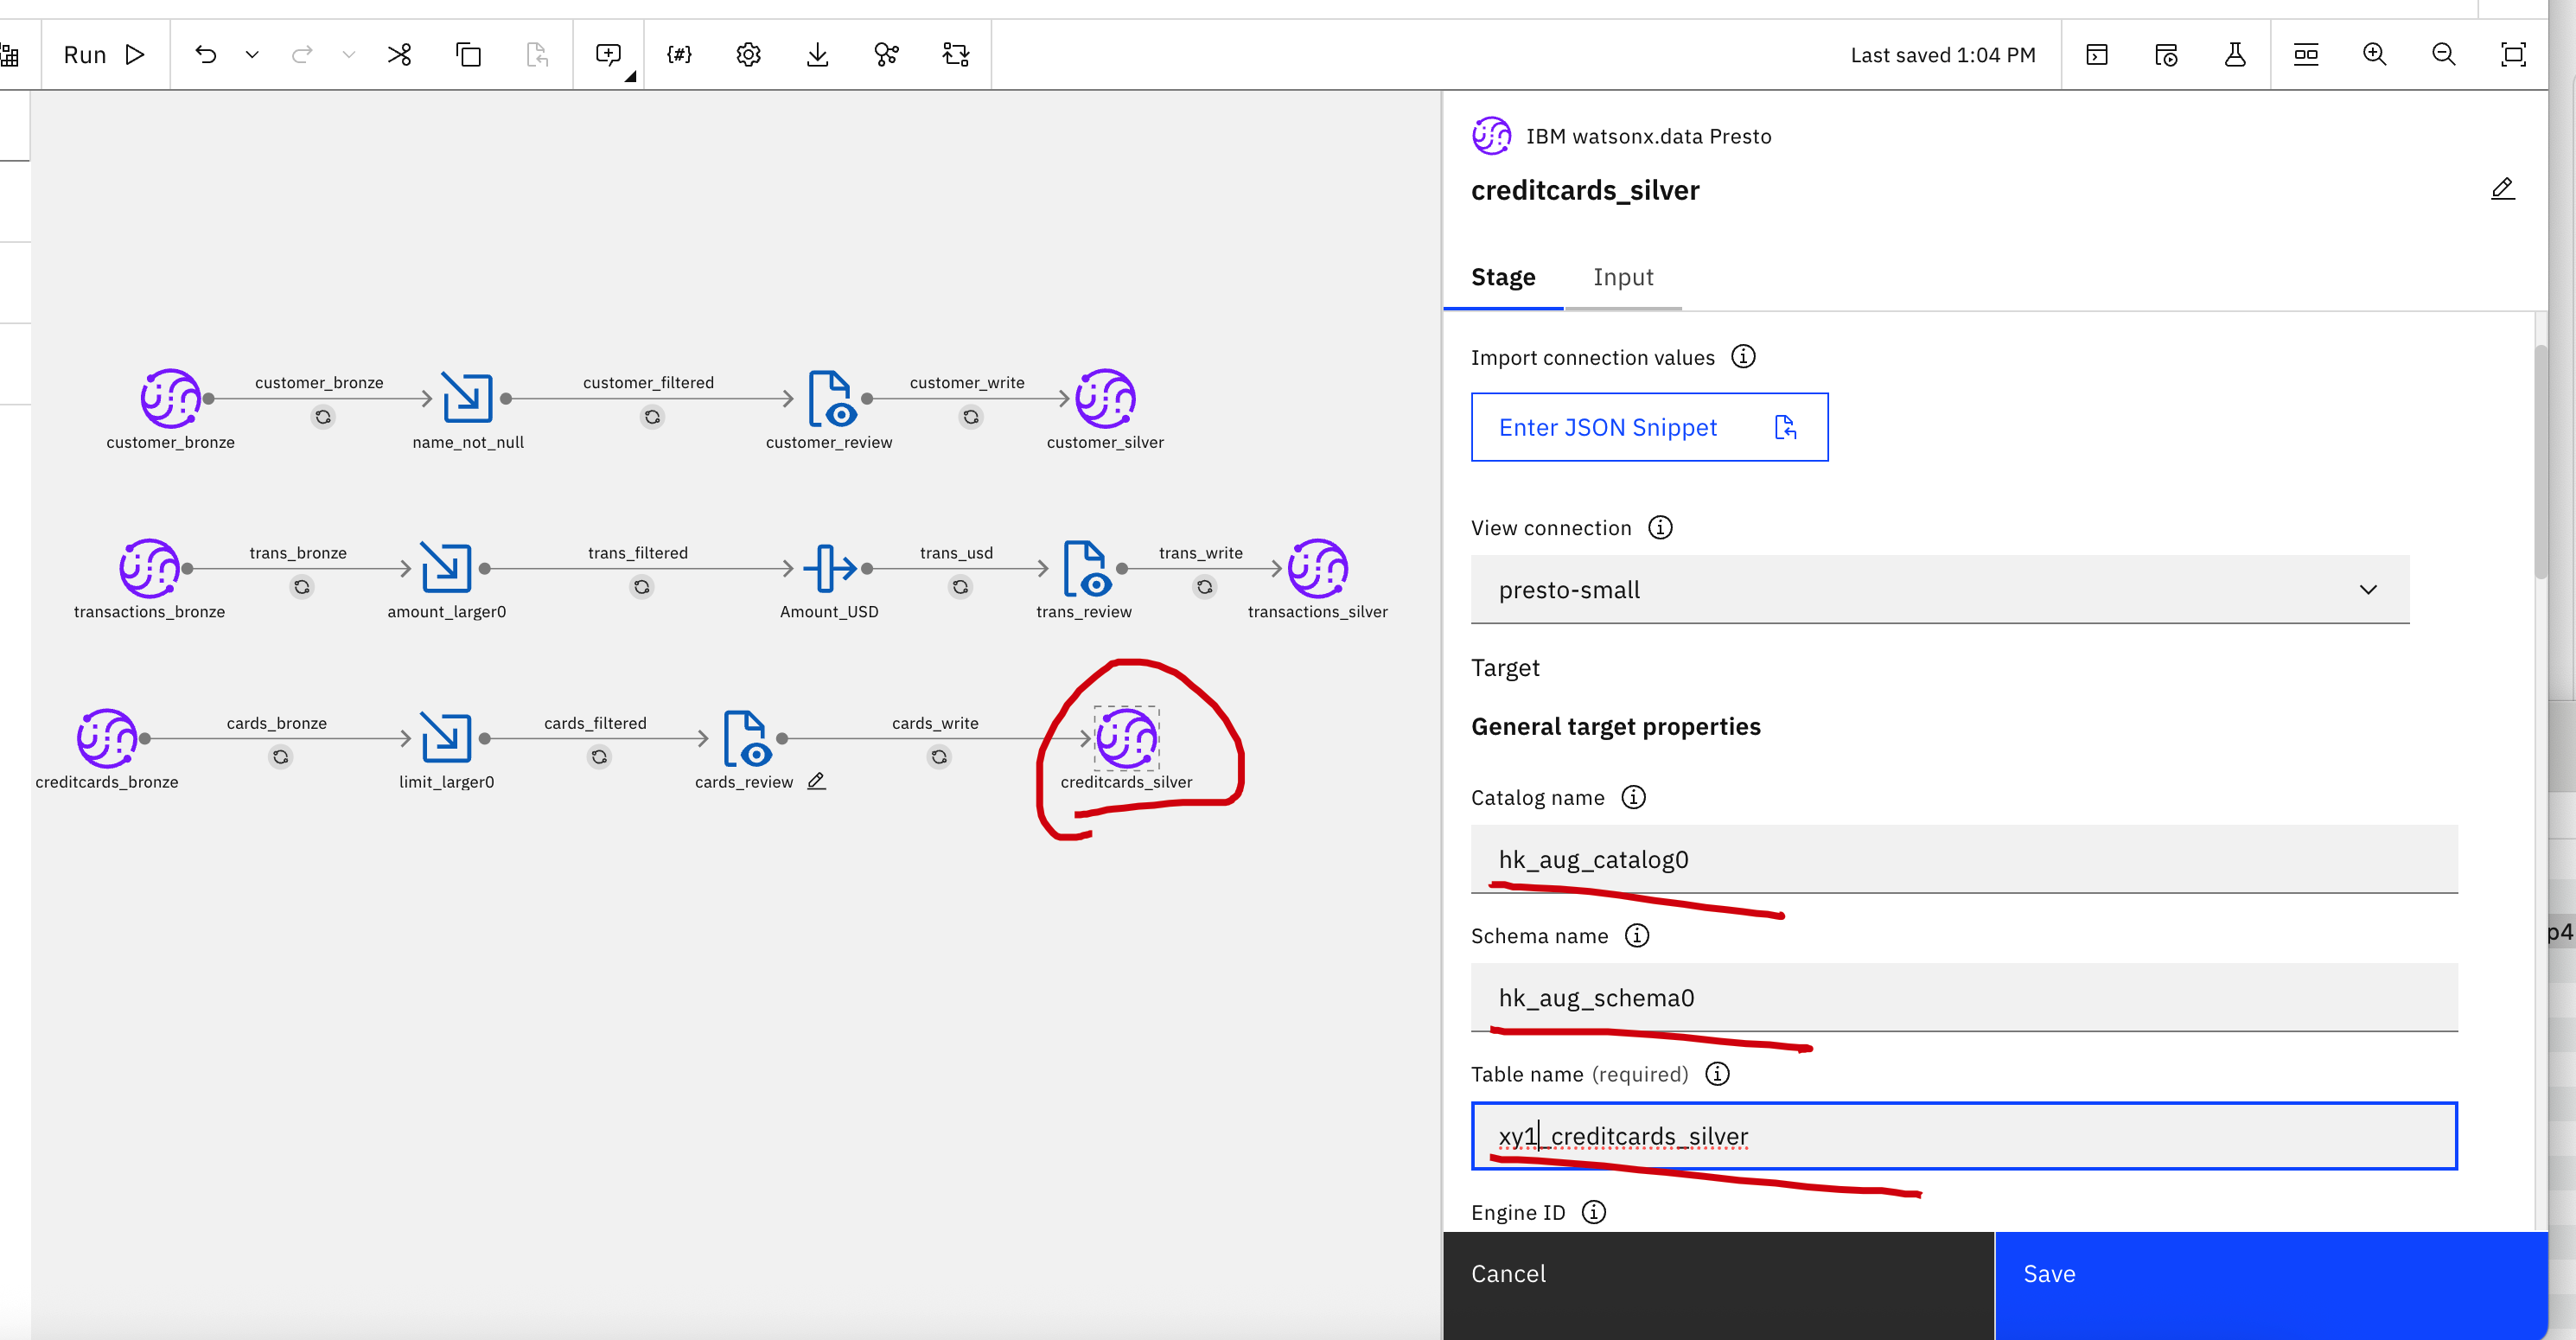 Run
Last saved 1:04 PM
IBM watsonx.data Presto
creditcards_silver
Stage
Input
Import connection values
Enter JSON Snippet
View connection
presto-small
Target
General target properties
Catalog name
hk_aug_catalog0
Schema name
hk_aug_schema0
Table name (required)
xy1_creditcards_silver
Engine ID
Cancel
Save
customer_bronze
customer_filtered
customer_write
customer_bronze
name_not_null
customer_review
customer_silver
trans_bronze
trans_filtered
trans_usd
trans_write
transactions_bronze
amount_larger0
Amount_USD
trans_review
transactions_silver
cards_bronze
cards_filtered
cards_write
creditcards_bronze
limit_larger0
cards_review
creditcards_silver
p4